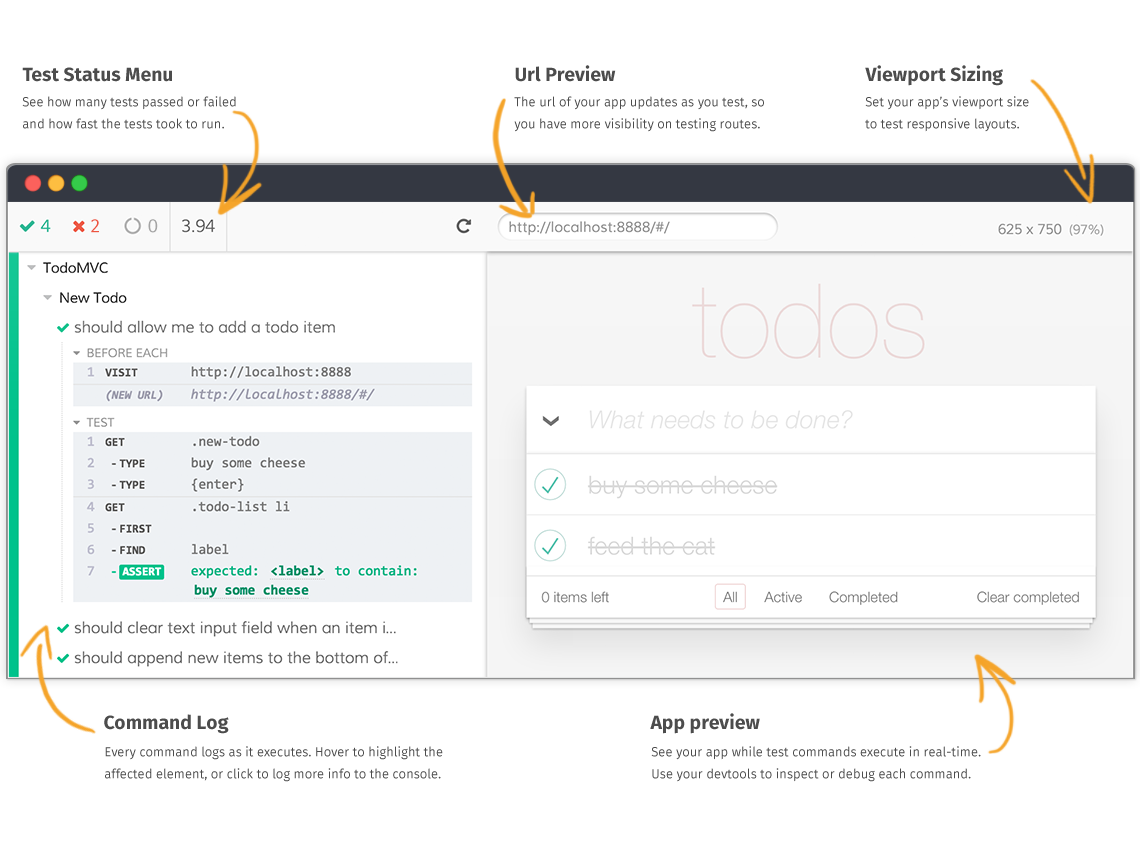 Test Status Menu
See how many tests passed or failed
and how fast the tests took to run.
Url Preview
The url of your app updates as you test, so
you have more visibility on testing routes.
Viewport Sizing
Set your app's viewport size
to test responsive layouts.
4 2 0 3.94
http://localhost:8888/#/
625 x 750 (97%)
TodoMVC
New Todo
should allow me to add a todo item
BEFORE EACH
1 VISIT http://localhost:8888
(NEW URL) http://localhost:8888/#/
TEST
1 GET .new-todo
2 - TYPE buy some cheese
3 - TYPE {enter}
4 GET .todo-list li
5 - FIRST
6 - FIND label
7 - ASSERT expected: <label> to contain:
buy some cheese
should clear text input field when an item i...
should append new items to the bottom of...
todos
What needs to be done?
buy some cheese
feed the cat
0 items left All Active Completed Clear completed
Command Log
Every command logs as it executes. Hover to highlight the
affected element, or click to log more info to the console.
App preview
See your app while test commands execute in real-time.
Use your devtools to inspect or debug each command.